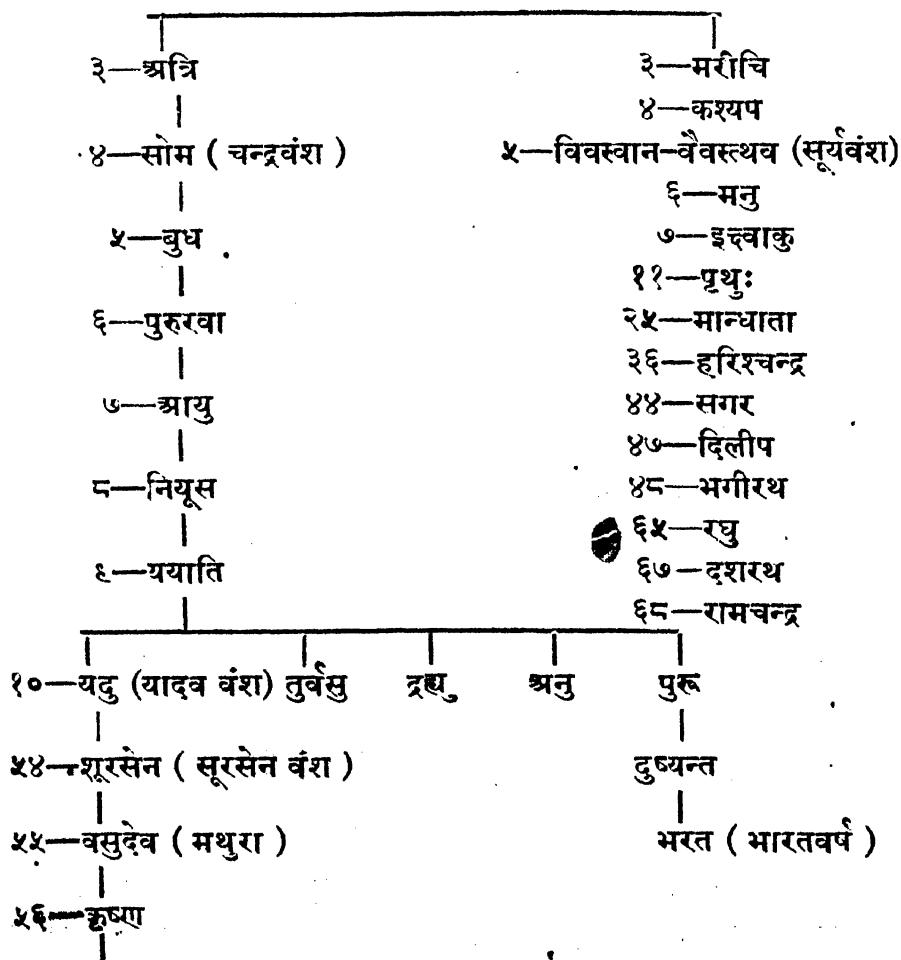 ३—अत्रि
४—सोम ( चन्द्रवंश )
५—बुध
६—पुरुरवा
७—आयु
८—नियूस
९—ययाति
३—मरीचि
४—कश्यप
५—विवस्वान-वैवस्त्थव (सूर्यवंश)
६—मनु
७—इक्ष्वाकु
११—पृथुः
२५—मान्धाता
३६—हरिश्चन्द्र
४४—सगर
४७—दिलीप
४८—भगीरथ
६५—रघु
६७—दशरथ
६८—रामचन्द्र
१०—यदु (यादव वंश) तुर्वसु द्रह्यु अनु पुरू
५४—शूरसेन ( सूरसेन वंश ) दुष्यन्त
५५—वसुदेव ( मथुरा ) भरत ( भारतवर्ष )
५६—कृष्ण